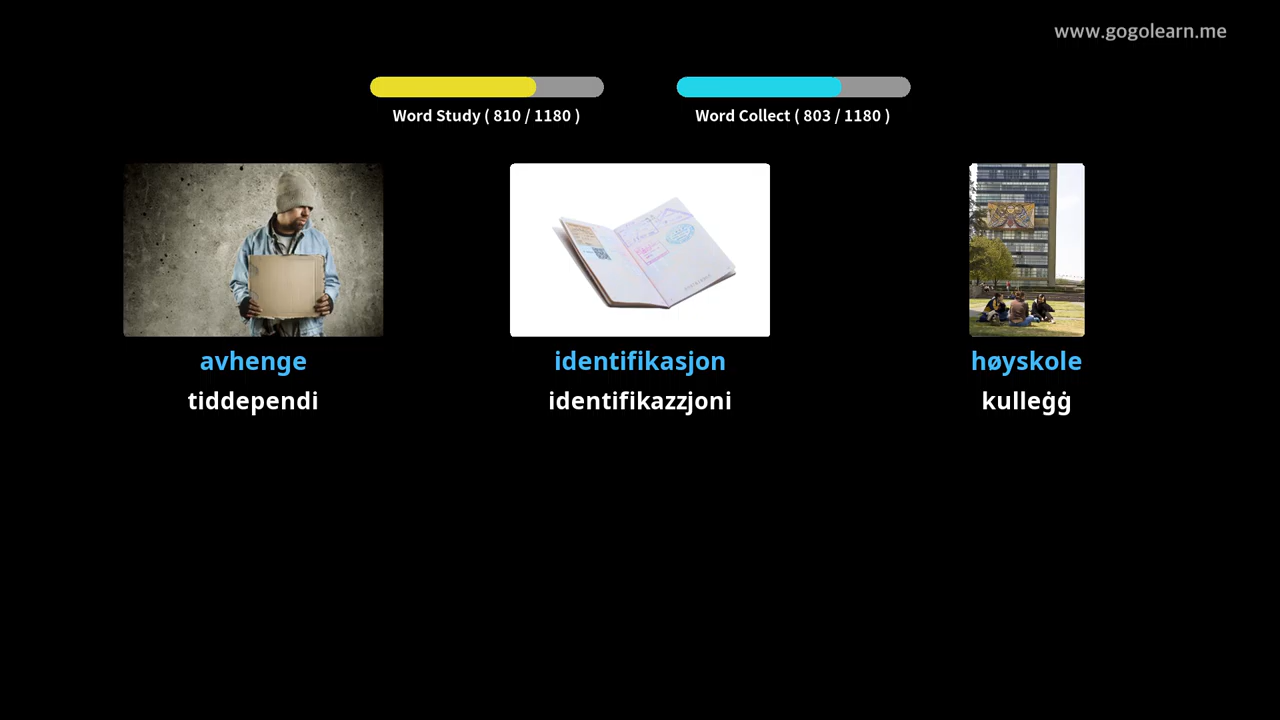 www.gogolearn.me
Word Study ( 810 / 1180 )
Word Collect ( 803 / 1180 )
avhenge
identifikasjon
høyskole
tiddependi
identifikazzjoni
kulleġġ